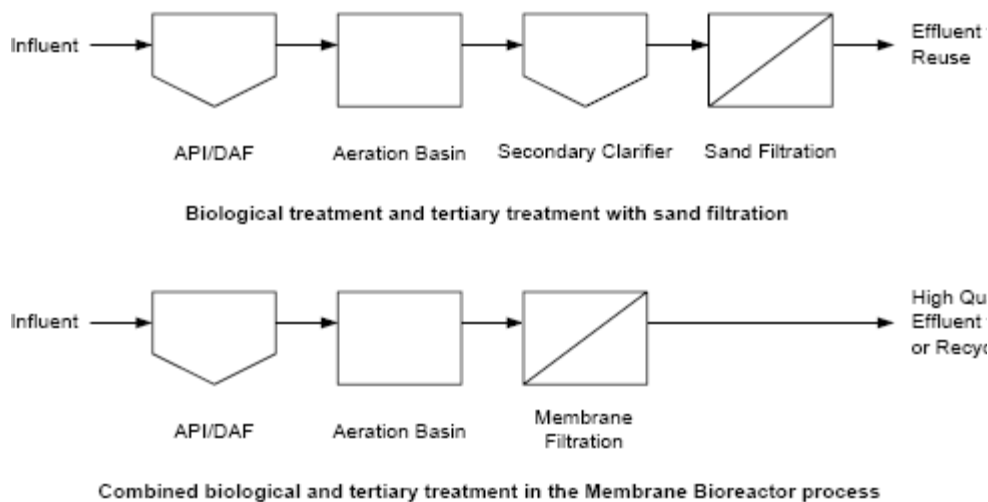 Influent
Effluent
Reuse
API/DAF
Aeration Basin
Secondary Clarifier
Sand Filtration
Biological treatment and tertiary treatment with sand filtration
Influent
High
Effluent
or
API/DAF
Aeration Basin
Membrane
Filtration
Combined biological and tertiary treatment in the Membrane Bioreactor process